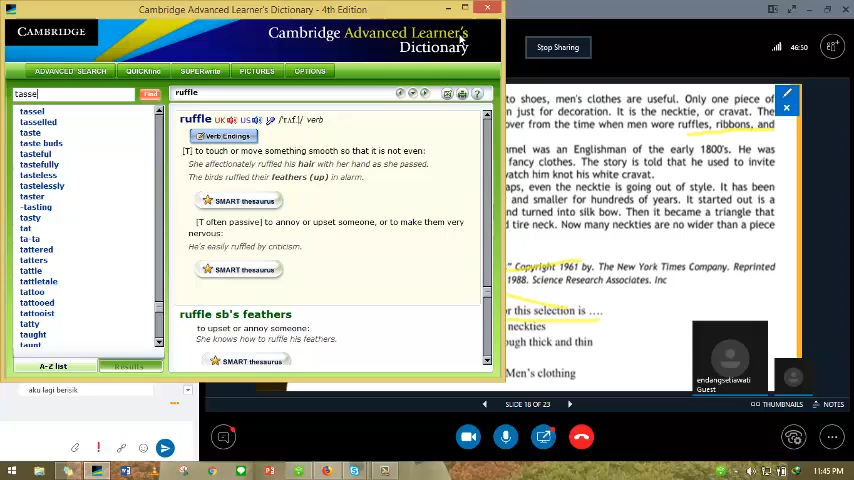 Cambridge Advanced Learner's Dictionary - 4th Edition
CAMBRIDGE
Cambridge Advanced Learner's
Dictionary
ADVANCED SEARCH
QUICKfind
SUPERwrite
PICTURES
OPTIONS
tasse
Find
ruffle
tassel
tasselled
taste
taste buds
tasteful
tastefully
tasteless
tastelessly
taster
-tasting
tasty
tat
ta-ta
tattered
tatters
tattle
tattletale
tattoo
tattooed
tattooist
tatty
taught
taunt
A-Z list
Results
ruffle UK US /ˈrʌf.l̩/ verb
Verb Endings
[T] to touch or move something smooth so that it is not even:
She affectionately ruffled his hair with her hand as she passed.
The birds ruffled their feathers (up) in alarm.
SMART thesaurus
[T often passive] to annoy or upset someone, or to make them very
nervous:
He's easily ruffled by criticism.
SMART thesaurus
ruffle sb's feathers
to upset or annoy someone:
She knows how to ruffle his feathers.
SMART thesaurus
Stop Sharing
46:50
to shoes, men's clothes are useful. Only one piece of
n just for decoration. It is the necktie, or cravat. The
over from the time when men wore ruffles, ribbons, and
mmel was an Englishman of the early 1800's. He was
fancy clothes. The story is told that he used to invite
watch him knot his white cravat.
aps, even the necktie is going out of style. It has been
and smaller for hundreds of years. It started out is a
and turned into silk bow. Then it became a triangle that
d tire neck. Now many neckties are no wider than a piece
" Copyright 1961 by. The New York Times Company. Reprinted
1988. Science Research Associates. Inc
or this selection is ....
neckties
ough thick and thin
Men's clothing
endangsetiawati
Guest
aku lagi berisik
SLIDE 18 OF 23
THUMBNAILS
NOTES
11:45 PM